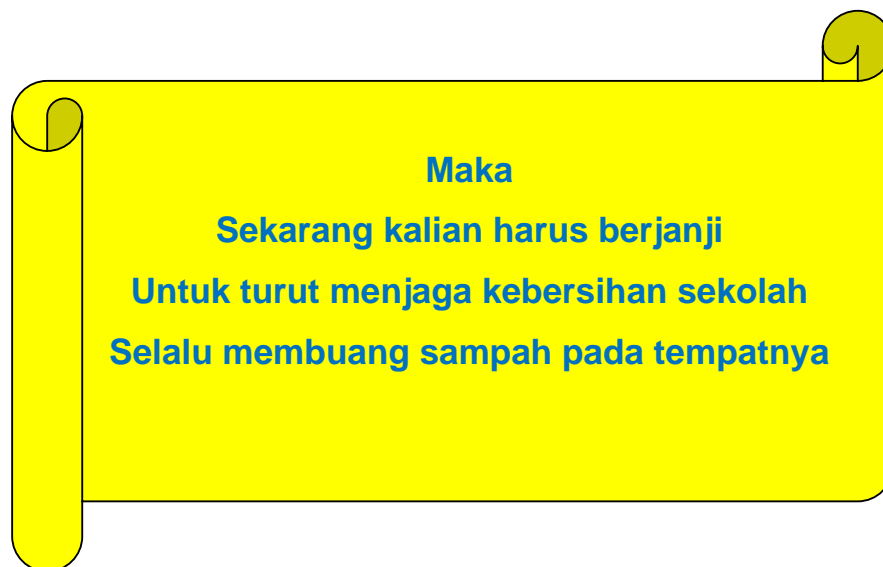 Maka
Sekarang kalian harus berjanji
Untuk turut menjaga kebersihan sekolah
Selalu membuang sampah pada tempatnya